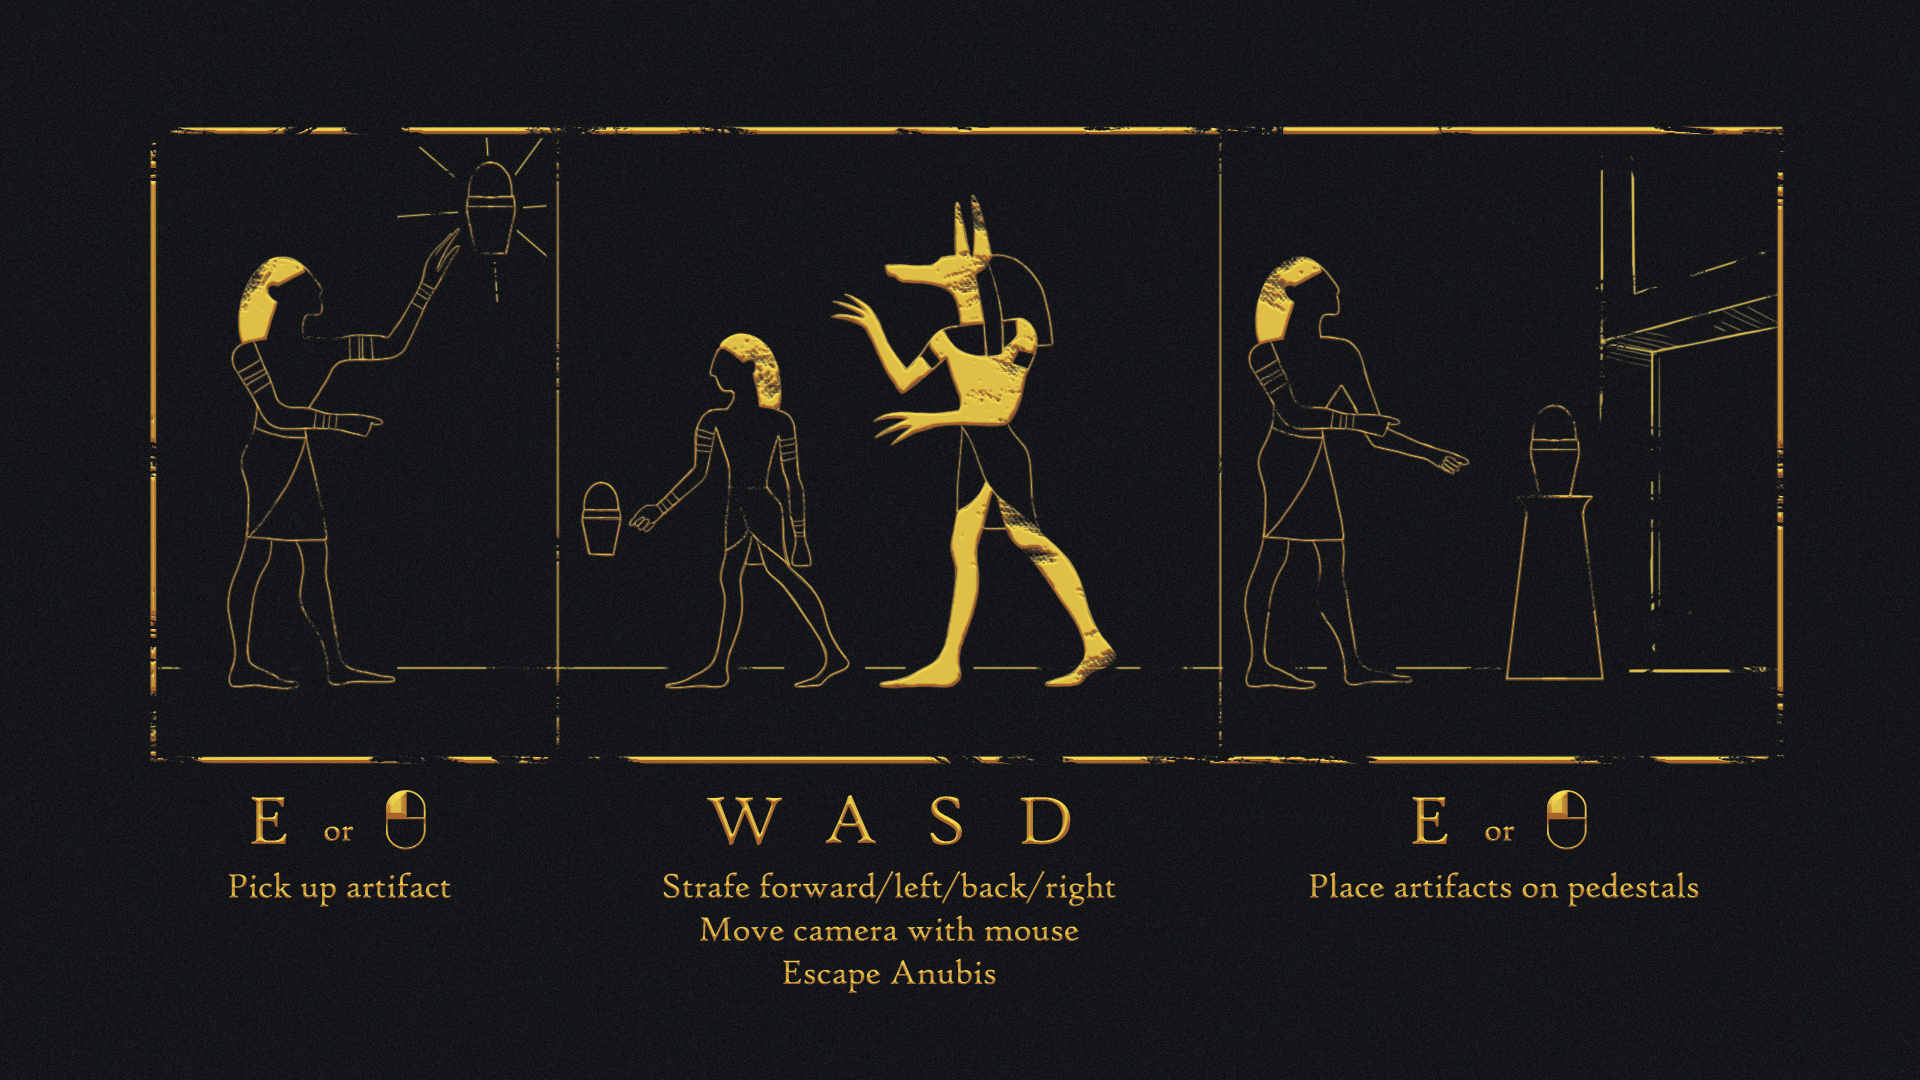 E or
Pick up artifact
W A S D
Strafe forward/left/back/right
Move camera with mouse
Escape Anubis
E or
Place artifacts on pedestals